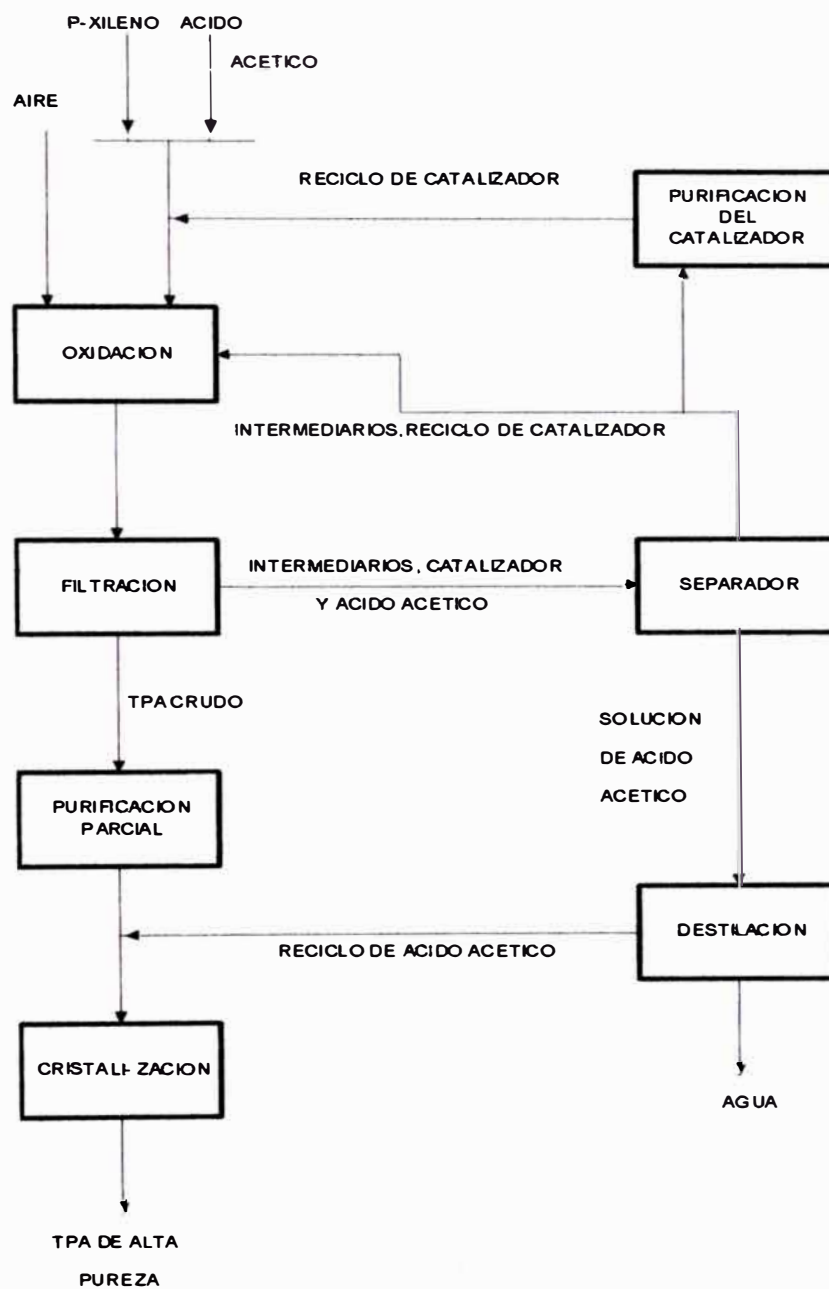 P-XILENO ACIDO
ACETICO
AIRE
RECICLO DE CATALIZADOR
PURIFICACION
DEL
CATALIZADOR
OXIDACION
INTERMEDIARIOS, RECICLO DE CATALIZADOR
FILTRACION
INTERMEDIARIOS, CATALIZADOR
Y ACIDO ACETICO
SEPARADOR
TPA CRUDO
SOLUCION
DE ACIDO
ACETICO
PURIFICACION
PARCIAL
RECICLO DE ACIDO ACETICO
DESTILACION
CRISTALI-ZACION
AGUA
TPA DE ALTA
PUREZA